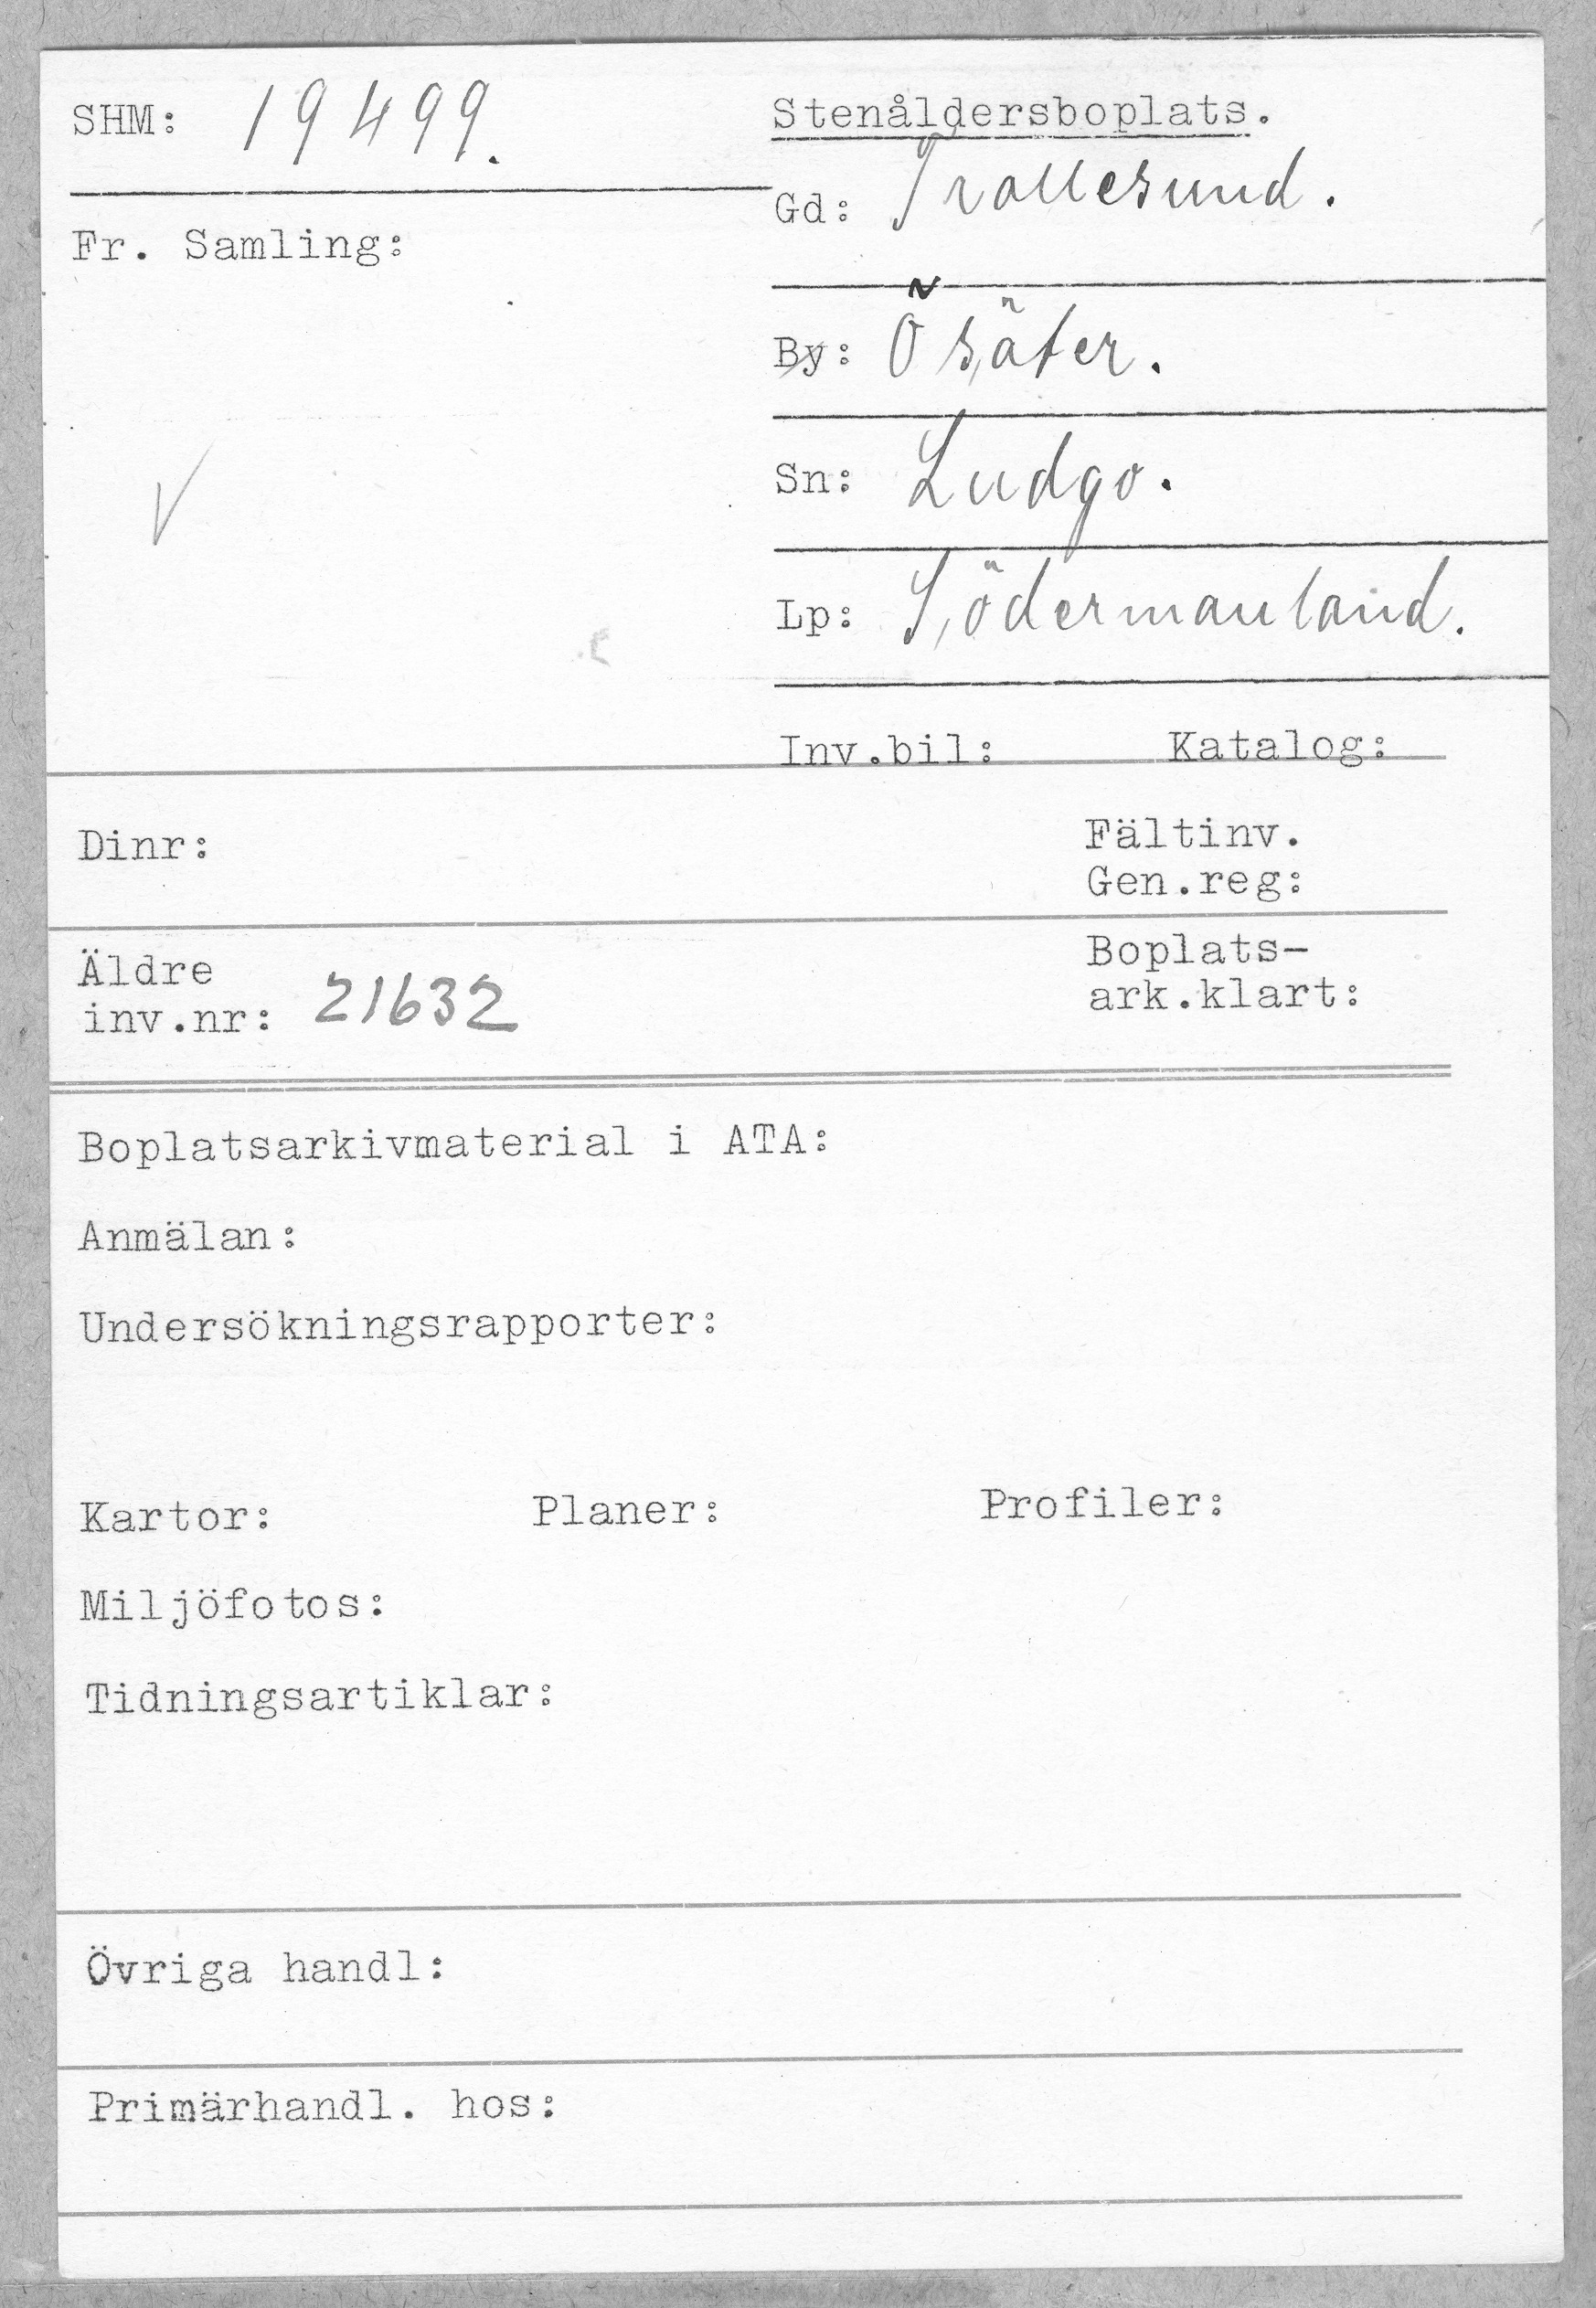 SHM: 19499.
Stenåldersboplats.
Gd: Trollesund.
Fr. Samling:
By: Ösäter.
Sn: Ludgo.
Lp: Södermanland.
Inv.bil: Katalog:
Dinr:
Fältinv.
Gen.reg:
Äldre
inv.nr: 21632
Boplats-
ark.klart:
Boplatsarkivmaterial i ATA:
Anmälan:
Undersökningsrapporter:
Kartor: Planer: Profiler:
Miljöfotos:
Tidningsartiklar:
Övriga handl:
Primärhandl. hos: